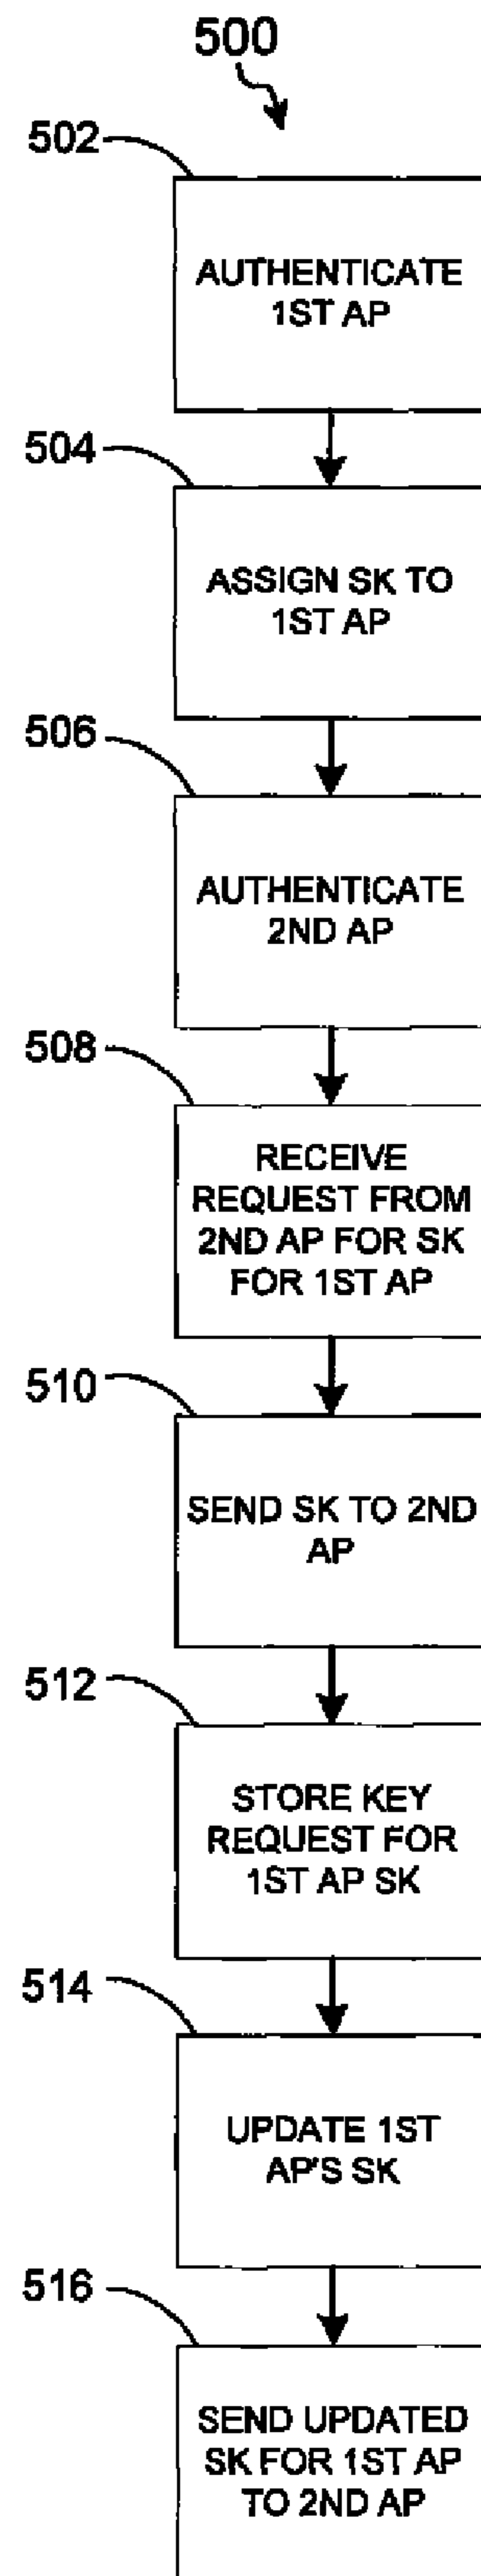 500
502
AUTHENTICATE
1ST AP
504
ASSIGN SK TO
1ST AP
506
AUTHENTICATE
2ND AP
508
RECEIVE
REQUEST FROM
2ND AP FOR SK
FOR 1ST AP
510
SEND SK TO 2ND
AP
512
STORE KEY
REQUEST FOR
1ST AP SK
514
UPDATE 1ST
AP'S SK
516
SEND UPDATED
SK FOR 1ST AP
TO 2ND AP